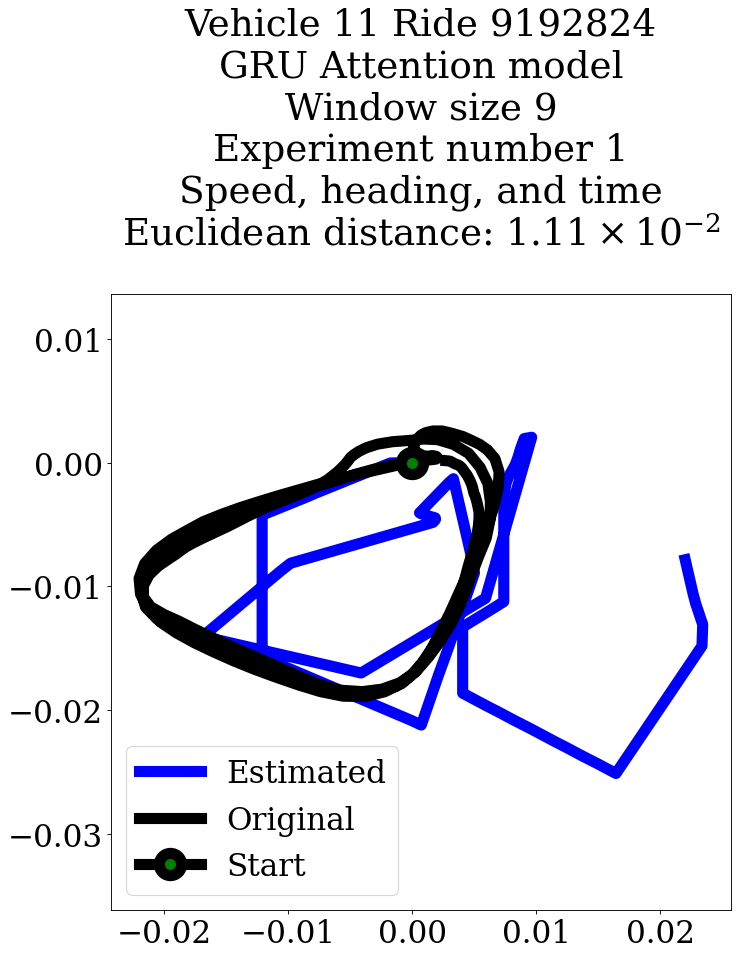 Vehicle 11 Ride 9192824
GRU Attention model
Window size 9
Experiment number 1
Speed, heading, and time
Euclidean distance: 1.11 × 10⁻²
0.01
0.00
−0.01
−0.02
−0.03
Estimated
Original
Start
−0.02 −0.01 0.00 0.01 0.02